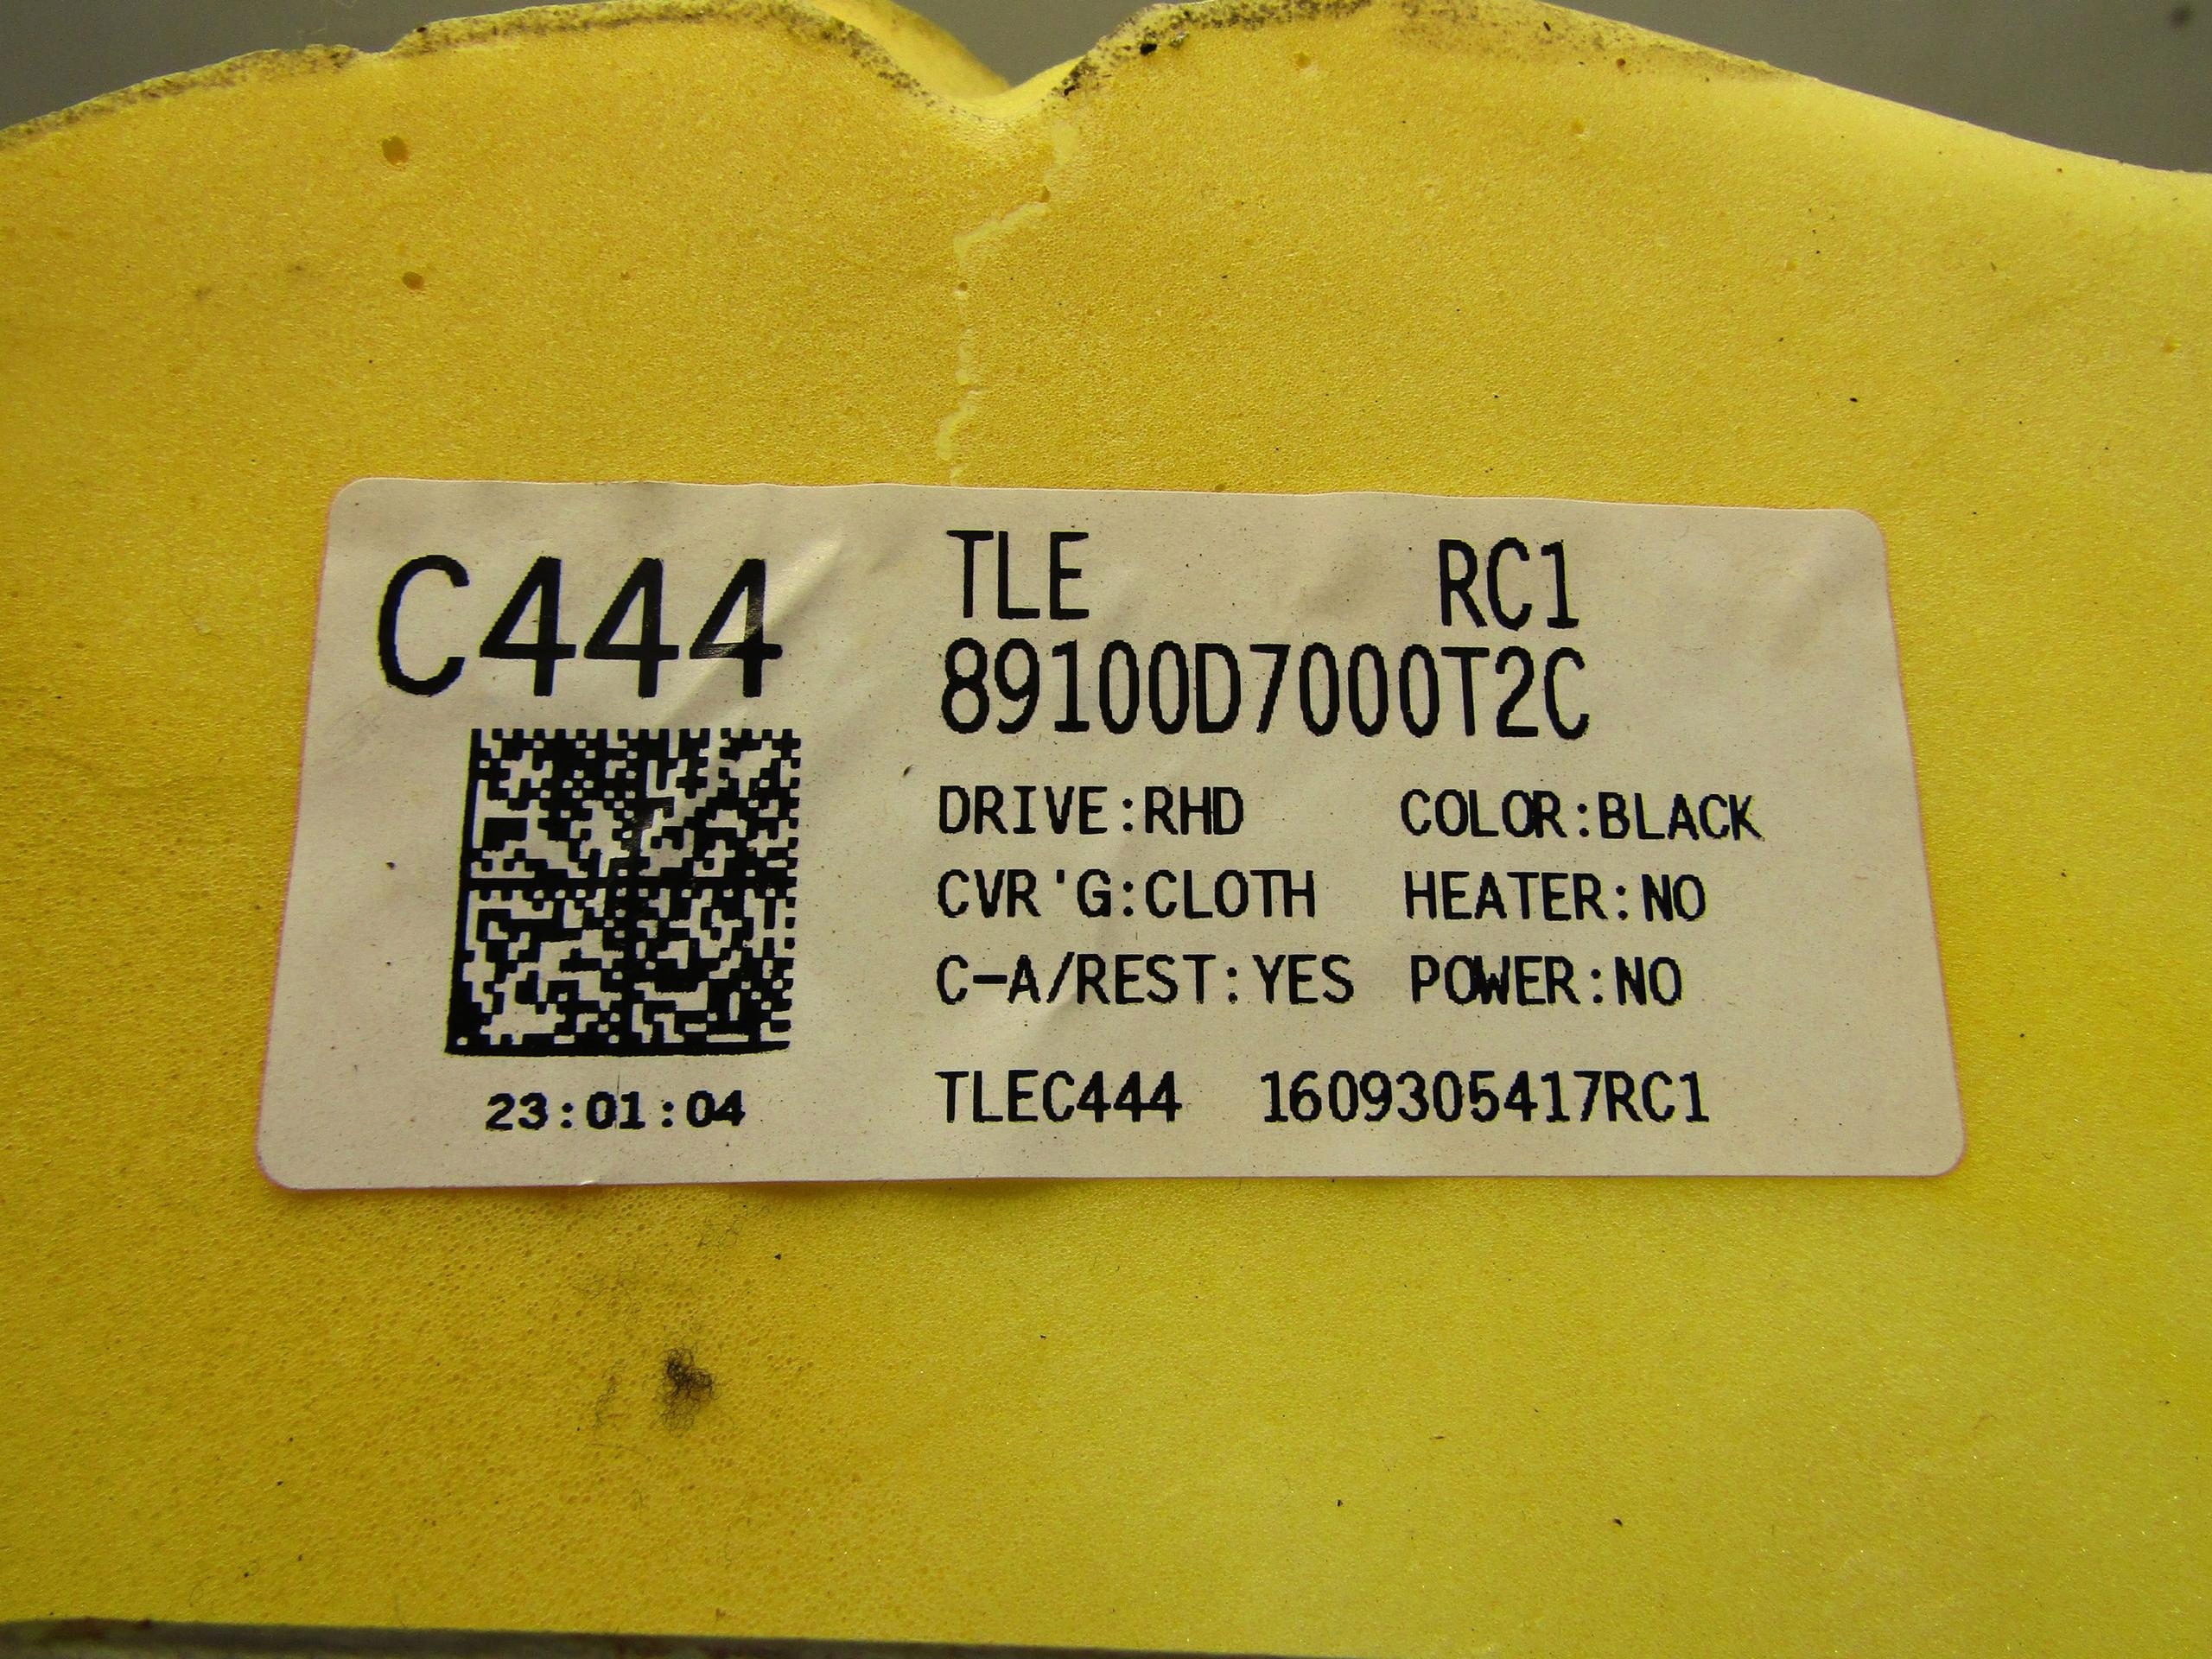 C444
23:01:04
TLE RC1
89100D7000T2C
DRIVE:RHD COLOR:BLACK
CVR'G:CLOTH HEATER:NO
C-A/REST:YES POWER:NO
TLEC444 1609305417RC1